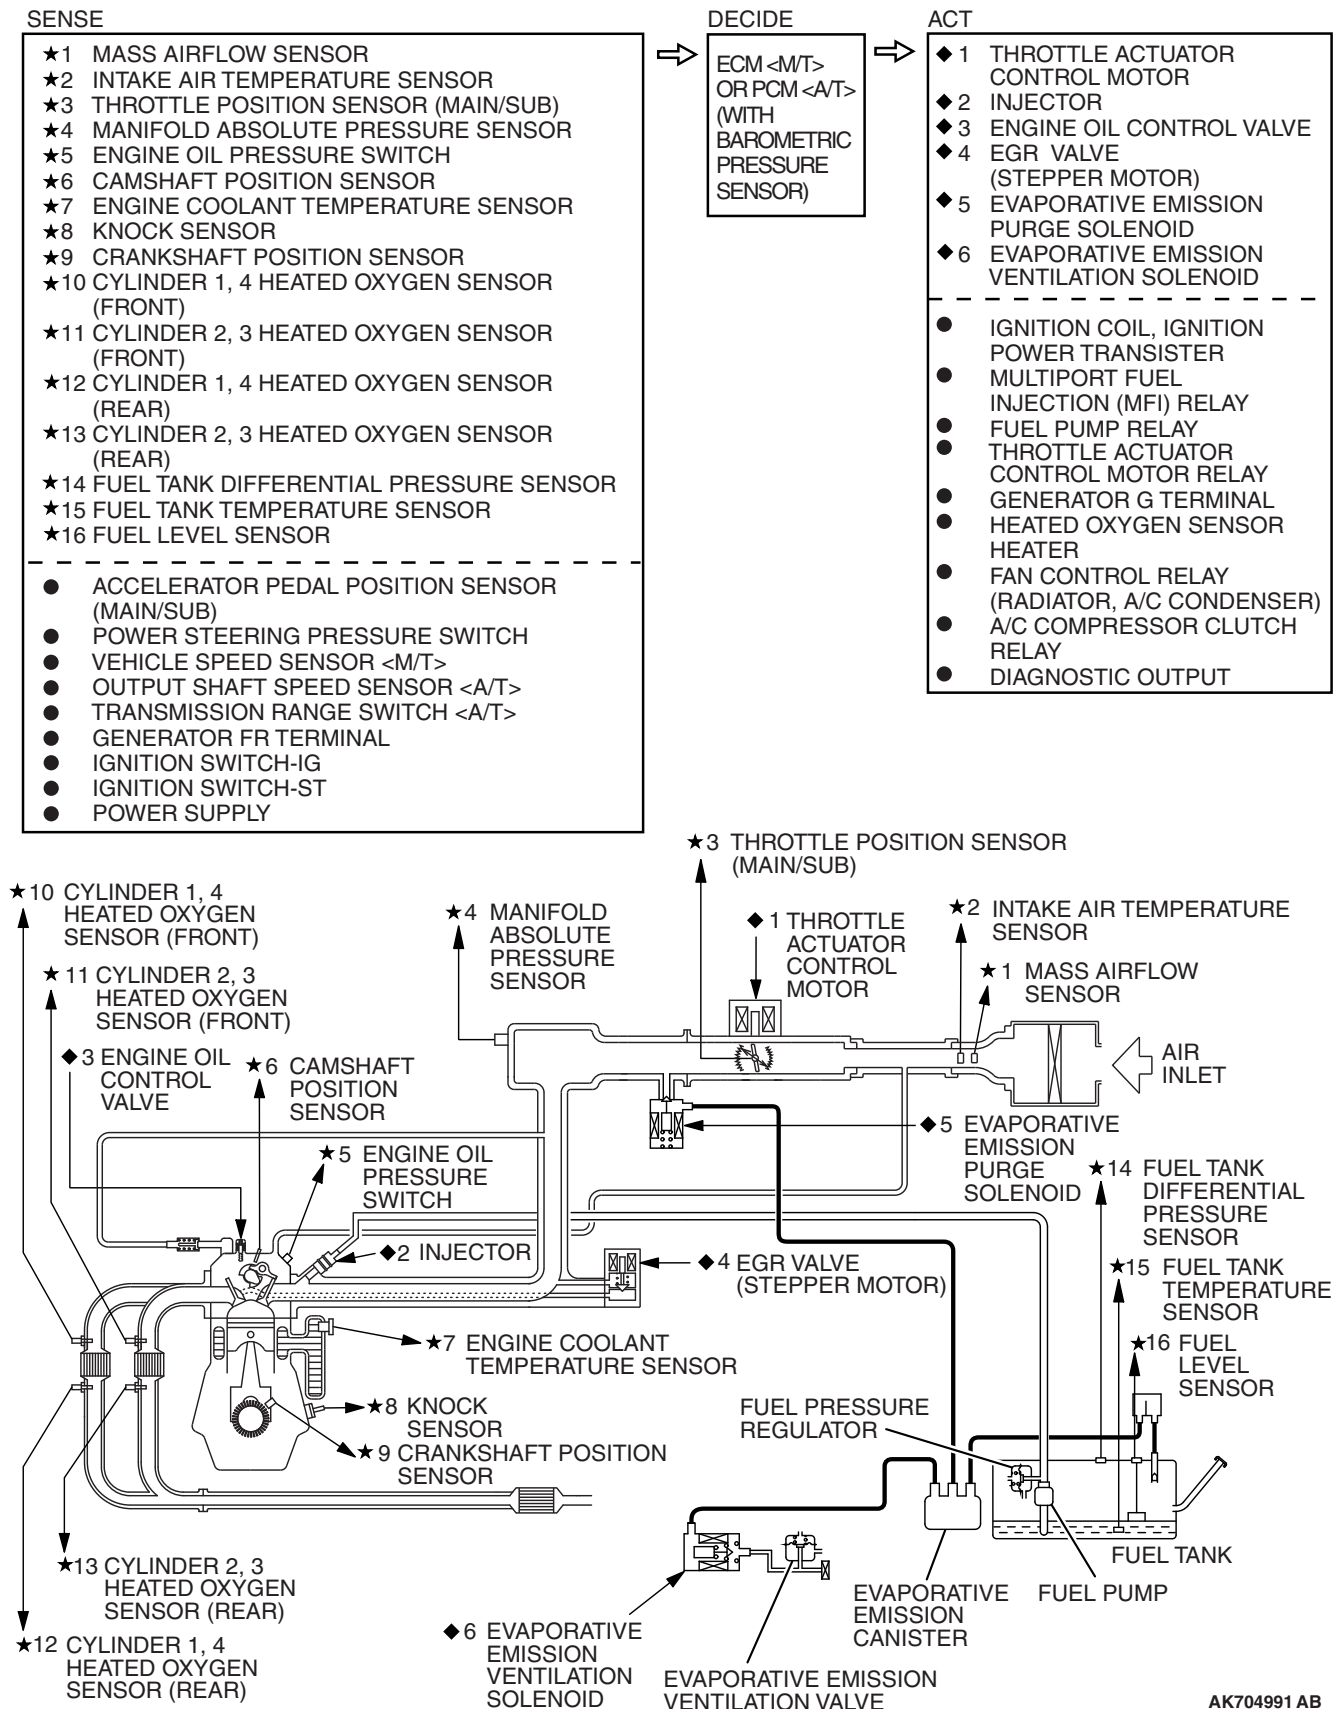 SENSE
★1 MASS AIRFLOW SENSOR
★2 INTAKE AIR TEMPERATURE SENSOR
★3 THROTTLE POSITION SENSOR (MAIN/SUB)
★4 MANIFOLD ABSOLUTE PRESSURE SENSOR
★5 ENGINE OIL PRESSURE SWITCH
★6 CAMSHAFT POSITION SENSOR
★7 ENGINE COOLANT TEMPERATURE SENSOR
★8 KNOCK SENSOR
★9 CRANKSHAFT POSITION SENSOR
★10 CYLINDER 1, 4 HEATED OXYGEN SENSOR
(FRONT)
★11 CYLINDER 2, 3 HEATED OXYGEN SENSOR
(FRONT)
★12 CYLINDER 1, 4 HEATED OXYGEN SENSOR
(REAR)
★13 CYLINDER 2, 3 HEATED OXYGEN SENSOR
(REAR)
★14 FUEL TANK DIFFERENTIAL PRESSURE SENSOR
★15 FUEL TANK TEMPERATURE SENSOR
★16 FUEL LEVEL SENSOR
● ACCELERATOR PEDAL POSITION SENSOR
(MAIN/SUB)
● POWER STEERING PRESSURE SWITCH
● VEHICLE SPEED SENSOR <M/T>
● OUTPUT SHAFT SPEED SENSOR <A/T>
● TRANSMISSION RANGE SWITCH <A/T>
● GENERATOR FR TERMINAL
● IGNITION SWITCH-IG
● IGNITION SWITCH-ST
● POWER SUPPLY
DECIDE
ECM <M/T>
OR PCM <A/T>
(WITH
BAROMETRIC
PRESSURE
SENSOR)
ACT
◆1 THROTTLE ACTUATOR
CONTROL MOTOR
◆2 INJECTOR
◆3 ENGINE OIL CONTROL VALVE
◆4 EGR VALVE
(STEPPER MOTOR)
◆5 EVAPORATIVE EMISSION
PURGE SOLENOID
◆6 EVAPORATIVE EMISSION
VENTILATION SOLENOID
● IGNITION COIL, IGNITION
POWER TRANSISTER
● MULTIPORT FUEL
INJECTION (MFI) RELAY
● FUEL PUMP RELAY
● THROTTLE ACTUATOR
CONTROL MOTOR RELAY
● GENERATOR G TERMINAL
● HEATED OXYGEN SENSOR
HEATER
● FAN CONTROL RELAY
(RADIATOR, A/C CONDENSER)
● A/C COMPRESSOR CLUTCH
RELAY
● DIAGNOSTIC OUTPUT
★3 THROTTLE POSITION SENSOR
(MAIN/SUB)
★10 CYLINDER 1, 4
HEATED OXYGEN
SENSOR (FRONT)
★4 MANIFOLD
ABSOLUTE
PRESSURE
SENSOR
◆1 THROTTLE
ACTUATOR
CONTROL
MOTOR
★2 INTAKE AIR TEMPERATURE
SENSOR
★1 MASS AIRFLOW
SENSOR
★11 CYLINDER 2, 3
HEATED OXYGEN
SENSOR (FRONT)
◆3 ENGINE OIL
CONTROL
VALVE
★6 CAMSHAFT
POSITION
SENSOR
AIR
INLET
★5 ENGINE OIL
PRESSURE
SWITCH
◆5 EVAPORATIVE
EMISSION
PURGE
SOLENOID
★14 FUEL TANK
DIFFERENTIAL
PRESSURE
SENSOR
◆2 INJECTOR
◆4 EGR VALVE
(STEPPER MOTOR)
★15 FUEL TANK
TEMPERATURE
SENSOR
★7 ENGINE COOLANT
TEMPERATURE SENSOR
★16 FUEL
LEVEL
SENSOR
★8 KNOCK
SENSOR
FUEL PRESSURE
REGULATOR
★9 CRANKSHAFT POSITION
SENSOR
★13 CYLINDER 2, 3
HEATED OXYGEN
SENSOR (REAR)
FUEL TANK
FUEL PUMP
EVAPORATIVE
EMISSION
CANISTER
★12 CYLINDER 1, 4
HEATED OXYGEN
SENSOR (REAR)
◆6 EVAPORATIVE
EMISSION
VENTILATION
SOLENOID
EVAPORATIVE EMISSION
VENTILATION VALVE
AK704991 AB